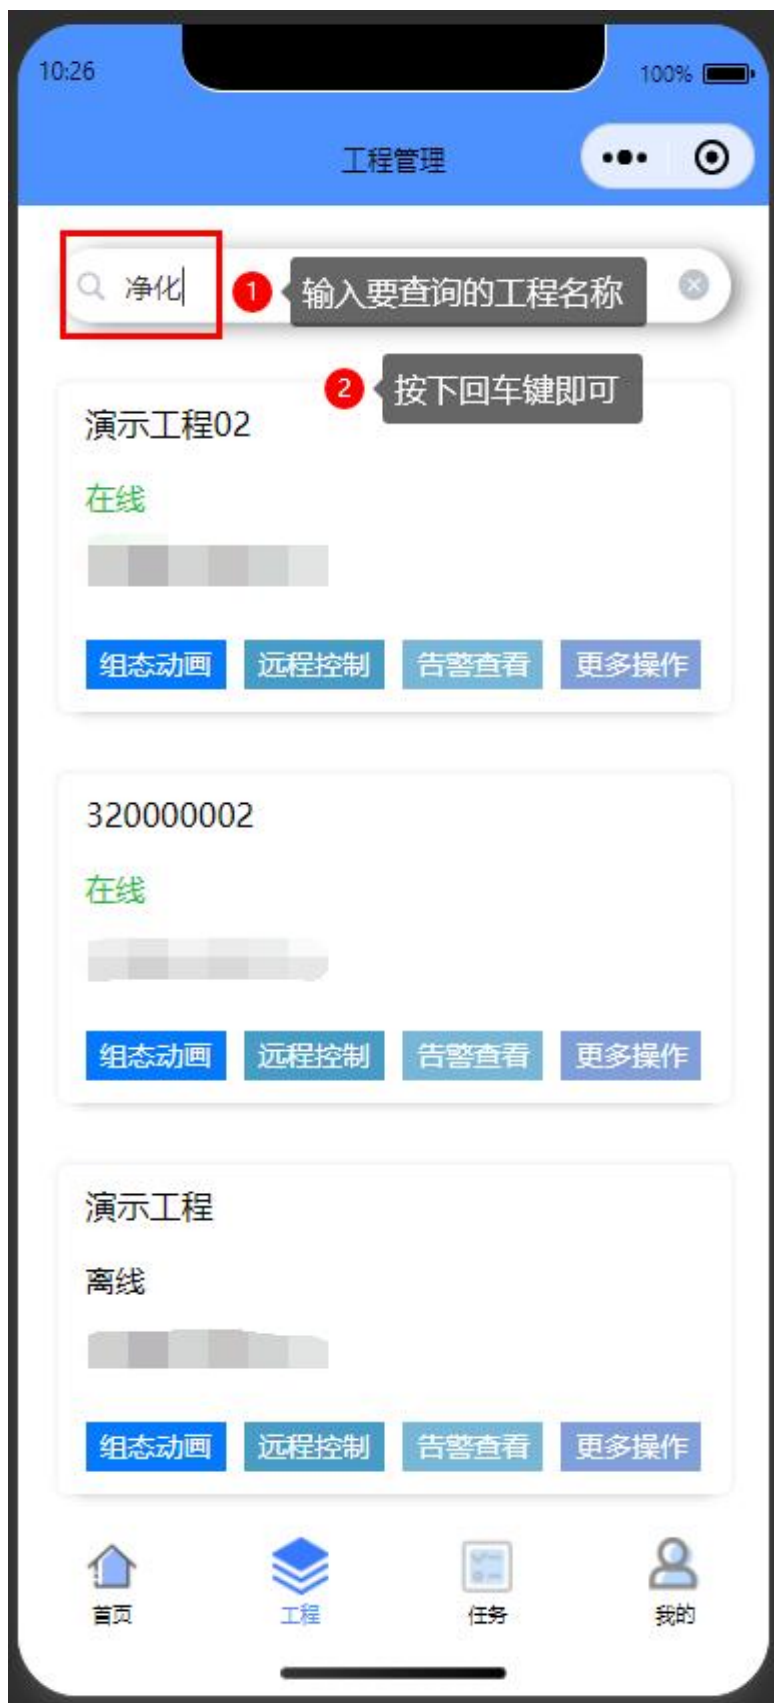 10:26
100%
工程管理
净化
1 输入要查询的工程名称
2 按下回车键即可
演示工程02
在线
组态动画 远程控制 告警查看 更多操作
320000002
在线
组态动画 远程控制 告警查看 更多操作
演示工程
离线
组态动画 远程控制 告警查看 更多操作
首页 工程 任务 我的